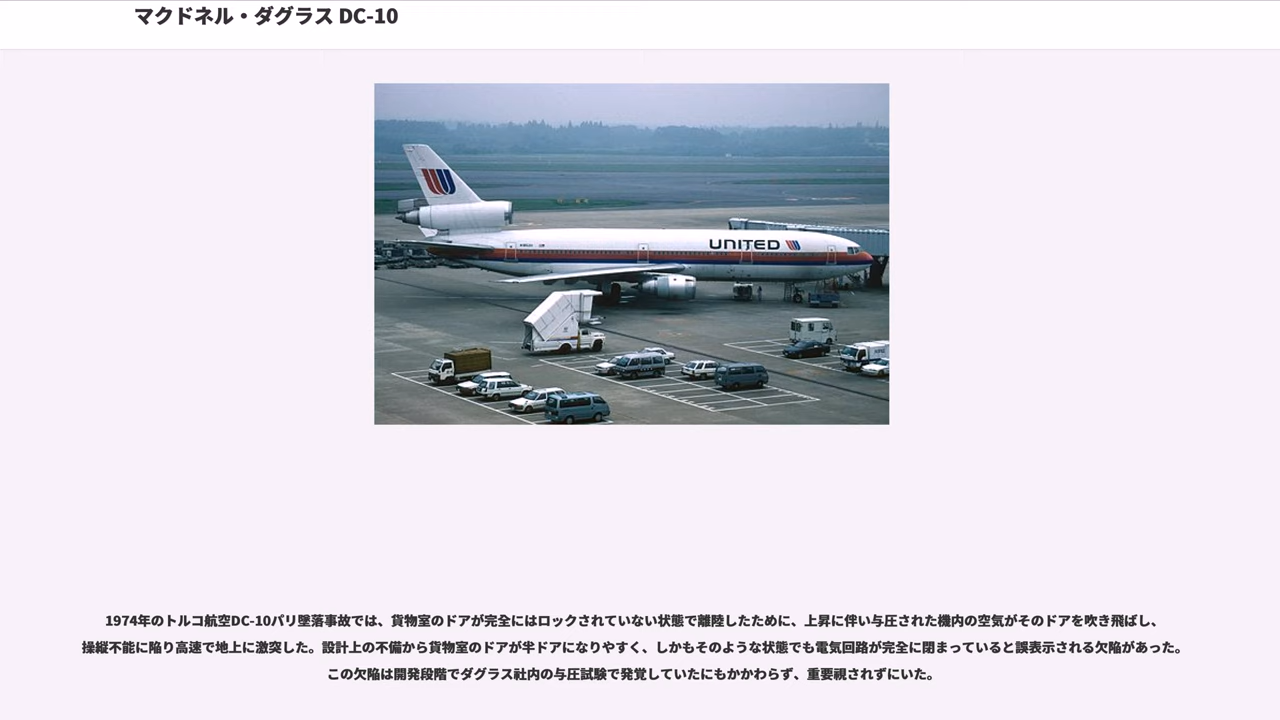 マクドネル・ダグラス DC-10
UNITED
1974年のトルコ航空DC-10パリ墜落事故では、貨物室のドアが完全にはロックされていない状態で離陸したために、上昇に伴い与圧された機内の空気がそのドアを吹き飛ばし、
操縦不能に陥り高速で地上に激突した。設計上の不備から貨物室のドアが半ドアになりやすく、しかもそのような状態でも電気回路が完全に閉まっていると誤表示される欠陥があった。
この欠陥は開発段階でダグラス社内の与圧試験で発覚していたにもかかわらず、重要視されずにいた。